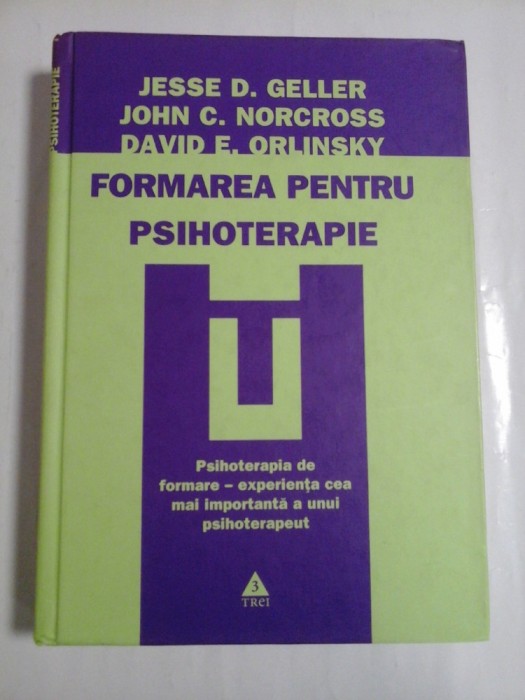 PSIHOTERAPIE
JESSE D. GELLER
JOHN C. NORCROSS
DAVID E. ORLINSKY
FORMAREA PENTRU
PSIHOTERAPIE
Psihoterapia de
formare – experiența cea
mai importantă a unui
psihoterapeut
3
TREI